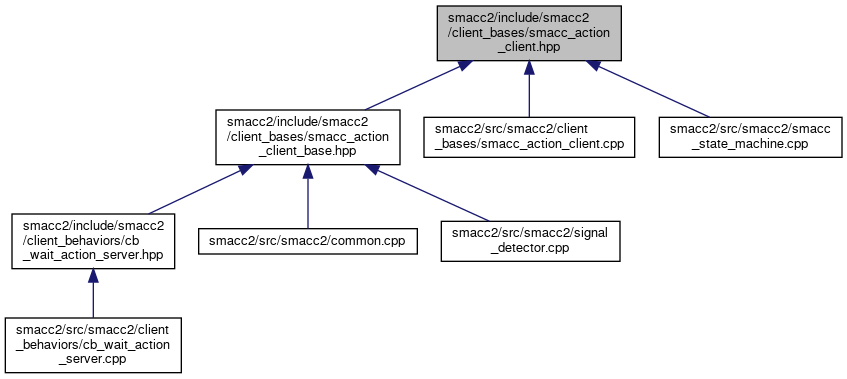 smacc2/include/smacc2
/client_bases/smacc_action
_client.hpp
smacc2/include/smacc2
/client_bases/smacc_action
_client_base.hpp
smacc2/src/smacc2/client
_bases/smacc_action_client.cpp
smacc2/src/smacc2/smacc
_state_machine.cpp
smacc2/include/smacc2
/client_behaviors/cb
_wait_action_server.hpp
smacc2/src/smacc2/common.cpp
smacc2/src/smacc2/signal
_detector.cpp
smacc2/src/smacc2/client
_behaviors/cb_wait_action
_server.cpp